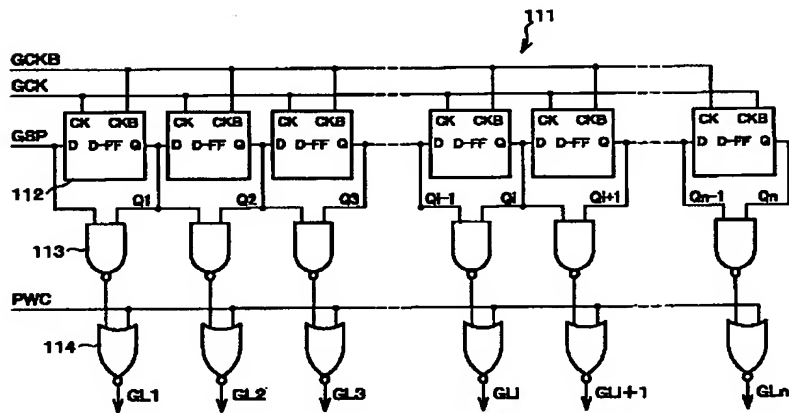 111
GCKB
GCK
CK CKB CK CKB CK CKB CK CKB CK CKB CK CKB
GSP D D-FF Q D D-FF Q D D-FF Q D D-FF Q D D-FF Q D D-FF Q
112 Q1 Q2 Q3 Qi-1 Qi Qi+1 Qn-1 Qn
113
PWC
114
GL1 GL2 GL3 GLi GLi+1 GLn